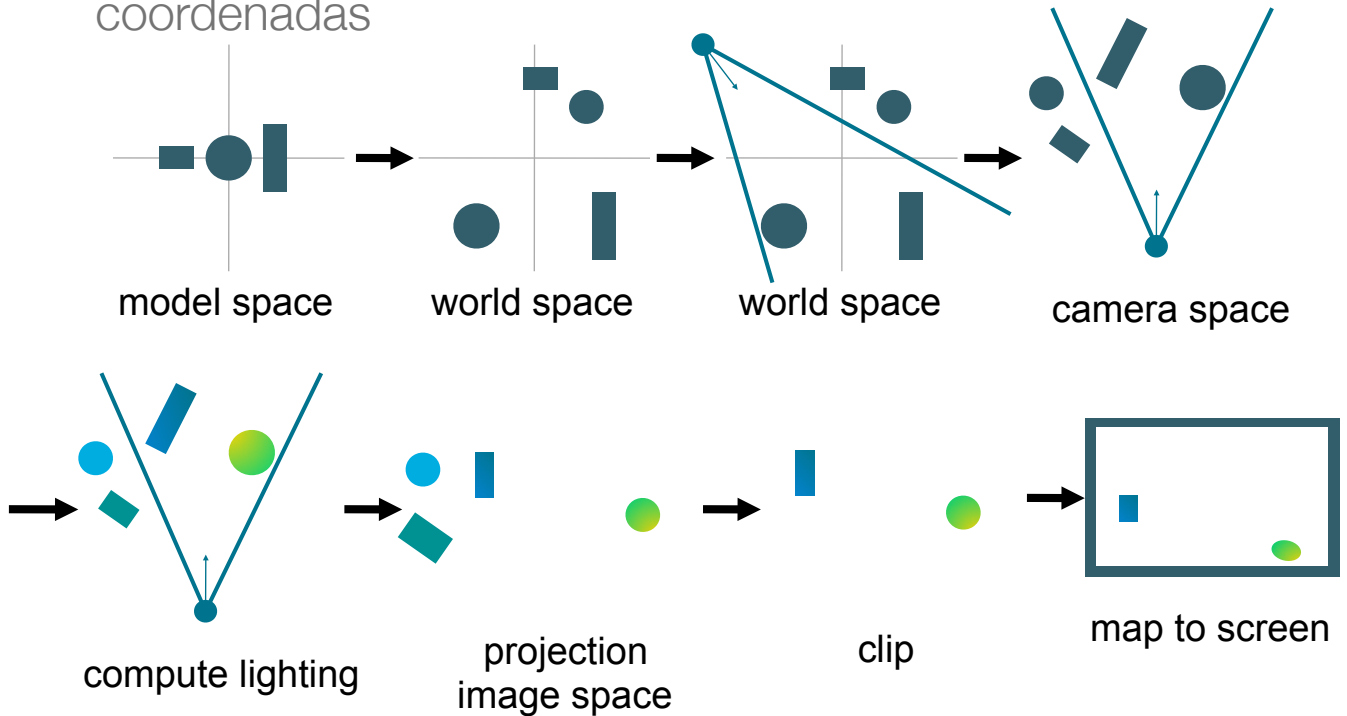 coordenadas
model space
world space
world space
camera space
compute lighting
projection
image space
clip
map to screen